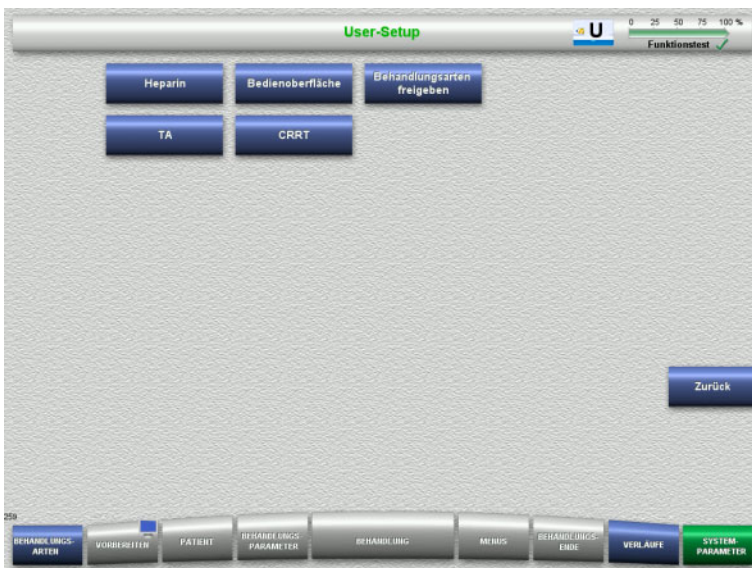 User-Setup
U
0 25 50 75 100 %
Funktionstest
Heparin
Bedienoberfläche
Behandlungsarten
freigeben
TA
CRRT
Zurück
259
BEHANDLUNGS-
ARTEN
VORBEREITEN
PATIENT
BEHANDLUNGS
PARAMETER
BEHANDLUNG
MENÜS
BEHANDLUNGS-
ENDE
VERLÄUFE
SYSTEM-
PARAMETER